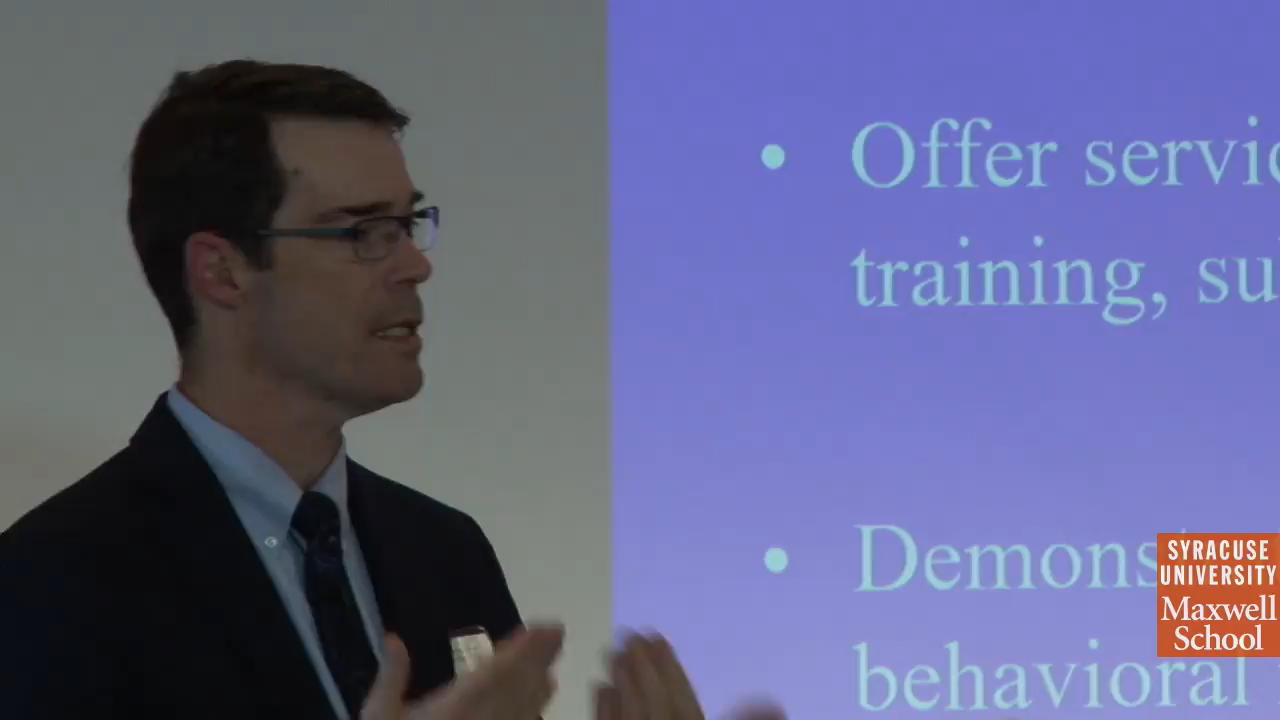 • Offer servic
training, su
• Demons
behavioral
SYRACUSE
UNIVERSITY
Maxwell
School